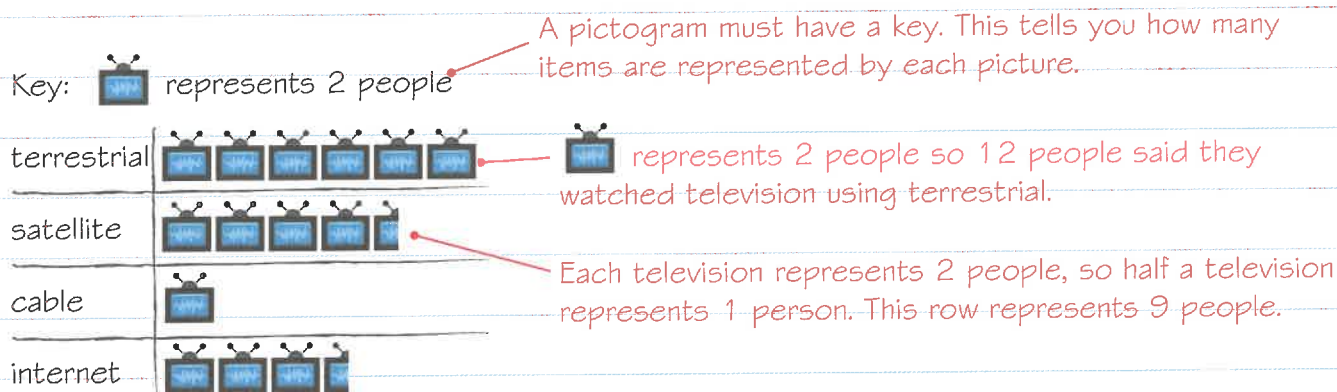 A pictogram must have a key. This tells you how many
items are represented by each picture.
Key: represents 2 people
terrestrial
represents 2 people so 12 people said they
watched television using terrestrial.
satellite
Each television represents 2 people, so half a television
represents 1 person. This row represents 9 people.
cable
internet